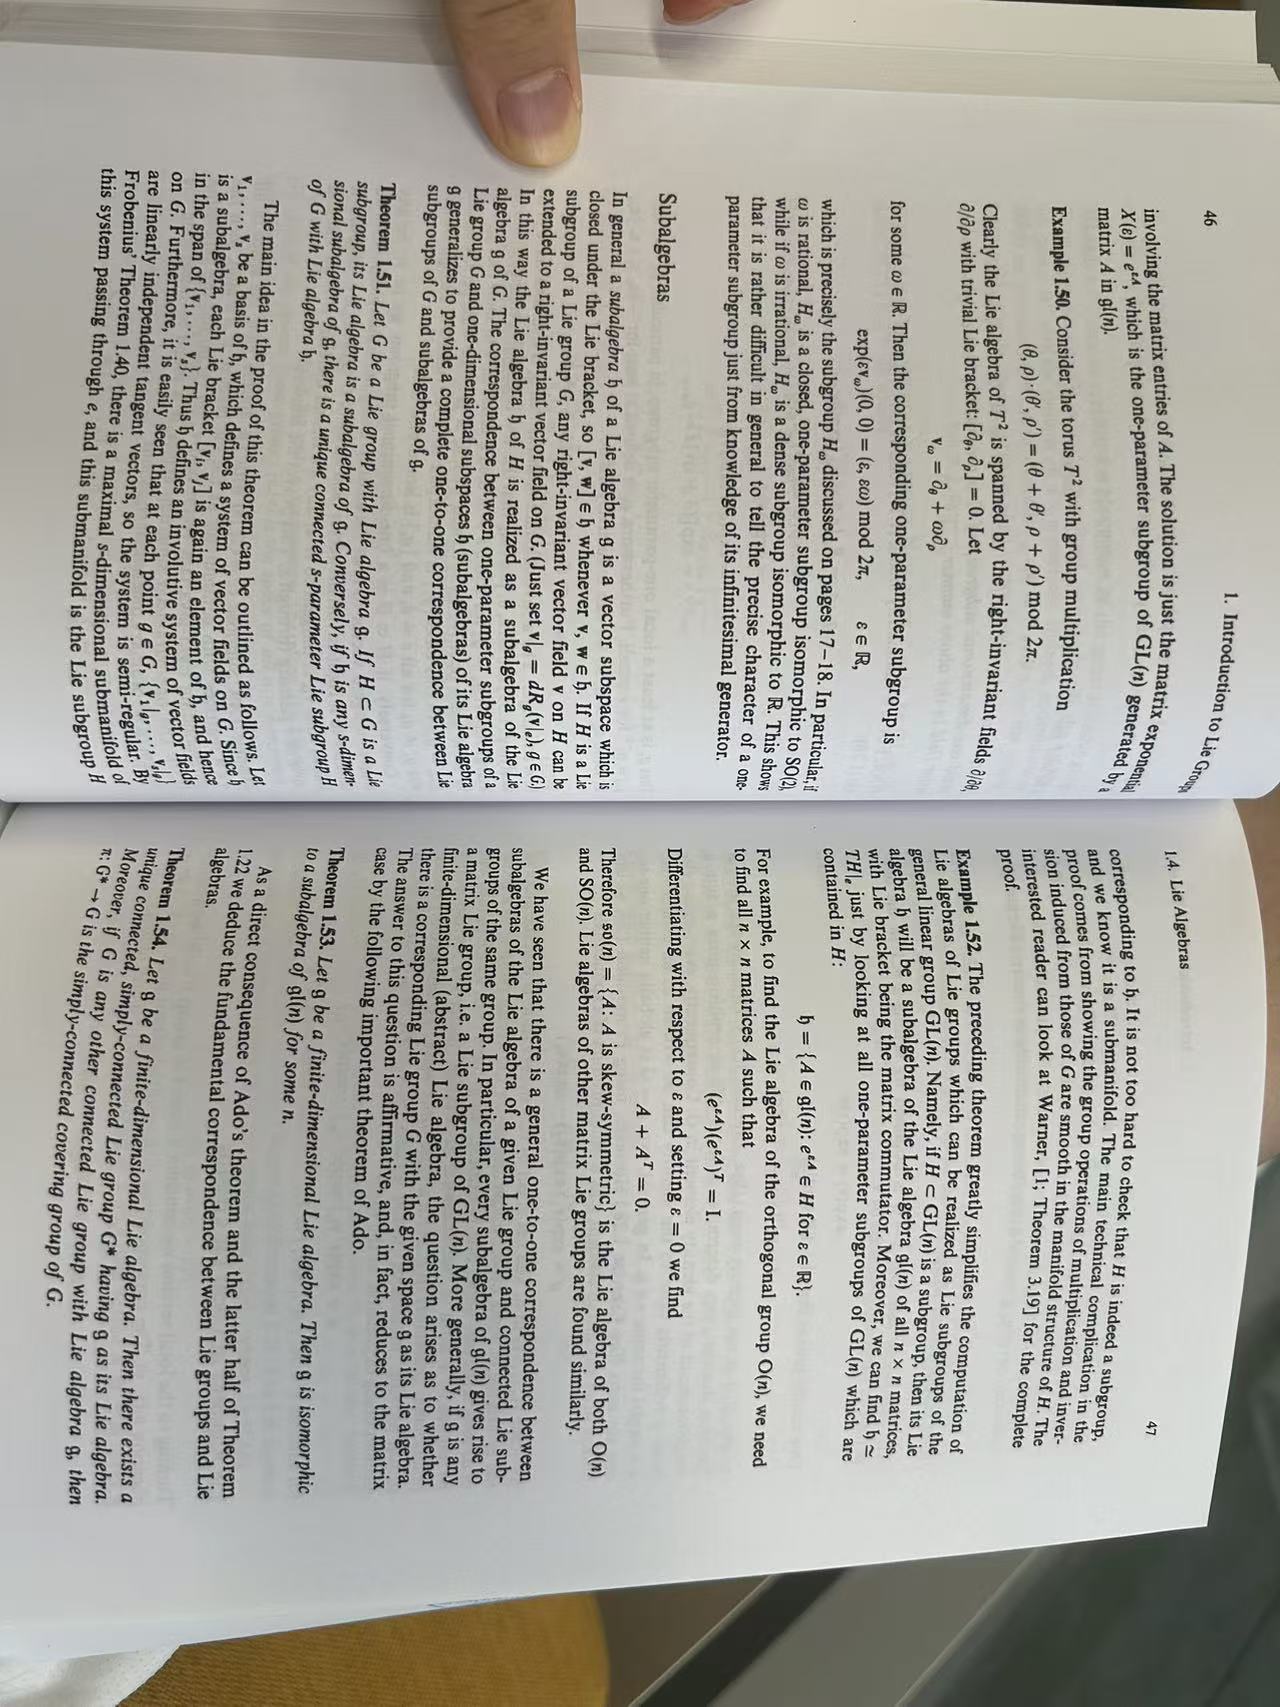 46
1. Introduction to Lie Groups
involving the matrix entries of A. The solution is just the matrix exponential
X(ε) = e^{εA}, which is the one-parameter subgroup of GL(n) generated by a
matrix A in gl(n).
Example 1.50. Consider the torus T² with group multiplication
(θ, ρ)·(θ′, ρ′) = (θ + θ′, ρ + ρ′) mod 2π.
Clearly the Lie algebra of T² is spanned by the right-invariant fields ∂/∂θ,
∂/∂ρ with trivial Lie bracket: [∂_θ, ∂_ρ] = 0. Let
v_ω = ∂_θ + ω∂_ρ
for some ω ∈ ℝ. Then the corresponding one-parameter subgroup is
exp(εv_ω)(0, 0) = (ε, εω) mod 2π, ε ∈ ℝ,
which is precisely the subgroup H_ω discussed on pages 17–18. In particular, if
ω is rational, H_ω is a closed, one-parameter subgroup isomorphic to SO(2),
while if ω is irrational, H_ω is a dense subgroup isomorphic to ℝ. This shows
that it is rather difficult in general to tell the precise character of a one-
parameter subgroup just from knowledge of its infinitesimal generator.
Subalgebras
In general a subalgebra 𝔥 of a Lie algebra 𝔤 is a vector subspace which is
closed under the Lie bracket, so [v, w] ∈ 𝔥 whenever v, w ∈ 𝔥. If H is a Lie
subgroup of a Lie group G, any right-invariant vector field v on H can be
extended to a right-invariant vector field on G. (Just set v|_g = dR_g(v|_e), g ∈ G.)
In this way the Lie algebra 𝔥 of H is realized as a subalgebra of the Lie
algebra 𝔤 of G. The correspondence between one-parameter subgroups of a
Lie group G and one-dimensional subspaces 𝔥 (subalgebras) of its Lie algebra
𝔤 generalizes to provide a complete one-to-one correspondence between Lie
subgroups of G and subalgebras of 𝔤.
Theorem 1.51. Let G be a Lie group with Lie algebra 𝔤. If H ⊂ G is a Lie
subgroup, its Lie algebra is a subalgebra of 𝔤. Conversely, if 𝔥 is any s-dimen-
sional subalgebra of 𝔤, there is a unique connected s-parameter Lie subgroup H
of G with Lie algebra 𝔥.
The main idea in the proof of this theorem can be outlined as follows. Let
v₁, . . . , v_s be a basis of 𝔥, which defines a system of vector fields on G. Since 𝔥
is a subalgebra, each Lie bracket [v_i, v_j] is again an element of 𝔥, and hence
in the span of {v₁, . . . , v_s}. Thus 𝔥 defines an involutive system of vector fields
on G. Furthermore, it is easily seen that at each point g ∈ G, {v₁|_g, . . . , v_s|_g}
are linearly independent tangent vectors, so the system is semi-regular. By
Frobenius' Theorem 1.40, there is a maximal s-dimensional submanifold of
this system passing through e, and this submanifold is the Lie subgroup H
1.4. Lie Algebras
47
corresponding to 𝔥. It is not too hard to check that H is indeed a subgroup,
and we know it is a submanifold. The main technical complication in the
proof comes from showing the group operations of multiplication and inver-
sion induced from those of G are smooth in the manifold structure of H. The
interested reader can look at Warner, [1: Theorem 3.19] for the complete
proof.
Example 1.52. The preceding theorem greatly simplifies the computation of
Lie algebras of Lie groups which can be realized as Lie subgroups of the
general linear group GL(n). Namely, if H ⊂ GL(n) is a subgroup, then its Lie
algebra 𝔥 will be a subalgebra of the Lie algebra gl(n) of all n × n matrices,
with Lie bracket being the matrix commutator. Moreover, we can find 𝔥 ≃
TH|_e just by looking at all one-parameter subgroups of GL(n) which are
contained in H:
𝔥 = {A ∈ gl(n): e^{εA} ∈ H for ε ∈ ℝ}.
For example, to find the Lie algebra of the orthogonal group O(n), we need
to find all n × n matrices A such that
(e^{εA})(e^{εA})^T = I.
Differentiating with respect to ε and setting ε = 0 we find
A + A^T = 0.
Therefore so(n) = {A: A is skew-symmetric} is the Lie algebra of both O(n)
and SO(n). Lie algebras of other matrix Lie groups are found similarly.
We have seen that there is a general one-to-one correspondence between
subalgebras of the Lie algebra of a given Lie group and connected Lie sub-
groups of the same group. In particular, every subalgebra of gl(n) gives rise to
a matrix Lie group, i.e. a Lie subgroup of GL(n). More generally, if 𝔤 is any
finite-dimensional (abstract) Lie algebra, the question arises as to whether
there is a corresponding Lie group G with the given space 𝔤 as its Lie algebra.
The answer to this question is affirmative, and, in fact, reduces to the matrix
case by the following important theorem of Ado.
Theorem 1.53. Let 𝔤 be a finite-dimensional Lie algebra. Then 𝔤 is isomorphic
to a subalgebra of gl(n) for some n.
As a direct consequence of Ado's theorem and the latter half of Theorem
1.22 we deduce the fundamental correspondence between Lie groups and Lie
algebras.
Theorem 1.54. Let 𝔤 be a finite-dimensional Lie algebra. Then there exists a
unique connected, simply-connected Lie group G* having 𝔤 as its Lie algebra.
Moreover, if G is any other connected Lie group with Lie algebra 𝔤, then
π: G* → G is the simply-connected covering group of G.